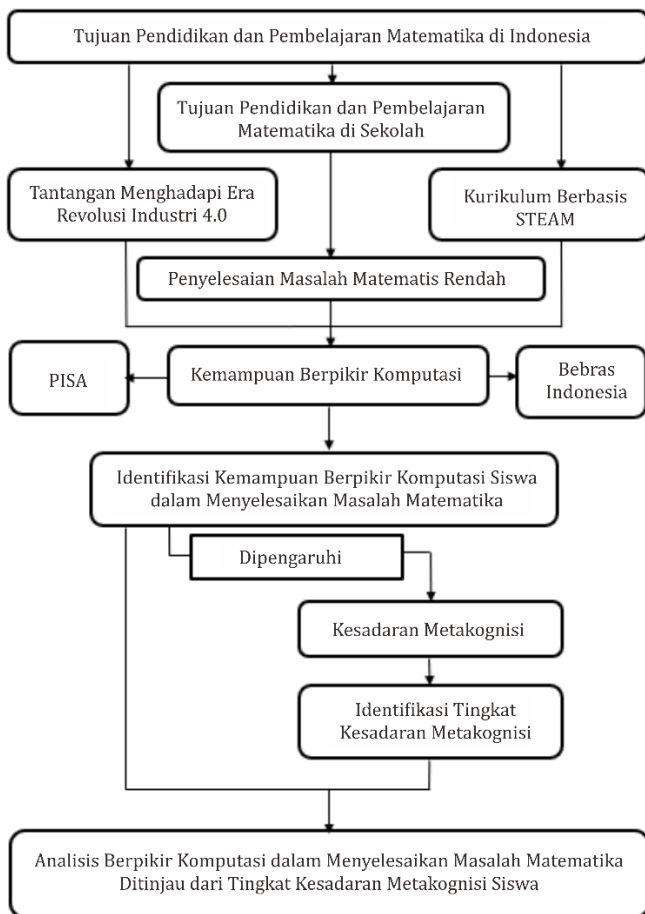 Tujuan Pendidikan dan Pembelajaran Matematika di Indonesia
Tujuan Pendidikan dan Pembelajaran
Matematika di Sekolah
Tantangan Menghadapi Era
Revolusi Industri 4.0
Kurikulum Berbasis
STEAM
Penyelesaian Masalah Matematis Rendah
PISA
Kemampuan Berpikir Komputasi
Bebras
Indonesia
Identifikasi Kemampuan Berpikir Komputasi Siswa
dalam Menyelesaikan Masalah Matematika
Dipengaruhi
Kesadaran Metakognisi
Identifikasi Tingkat
Kesadaran Metakognisi
Analisis Berpikir Komputasi dalam Menyelesaikan Masalah Matematika
Ditinjau dari Tingkat Kesadaran Metakognisi Siswa